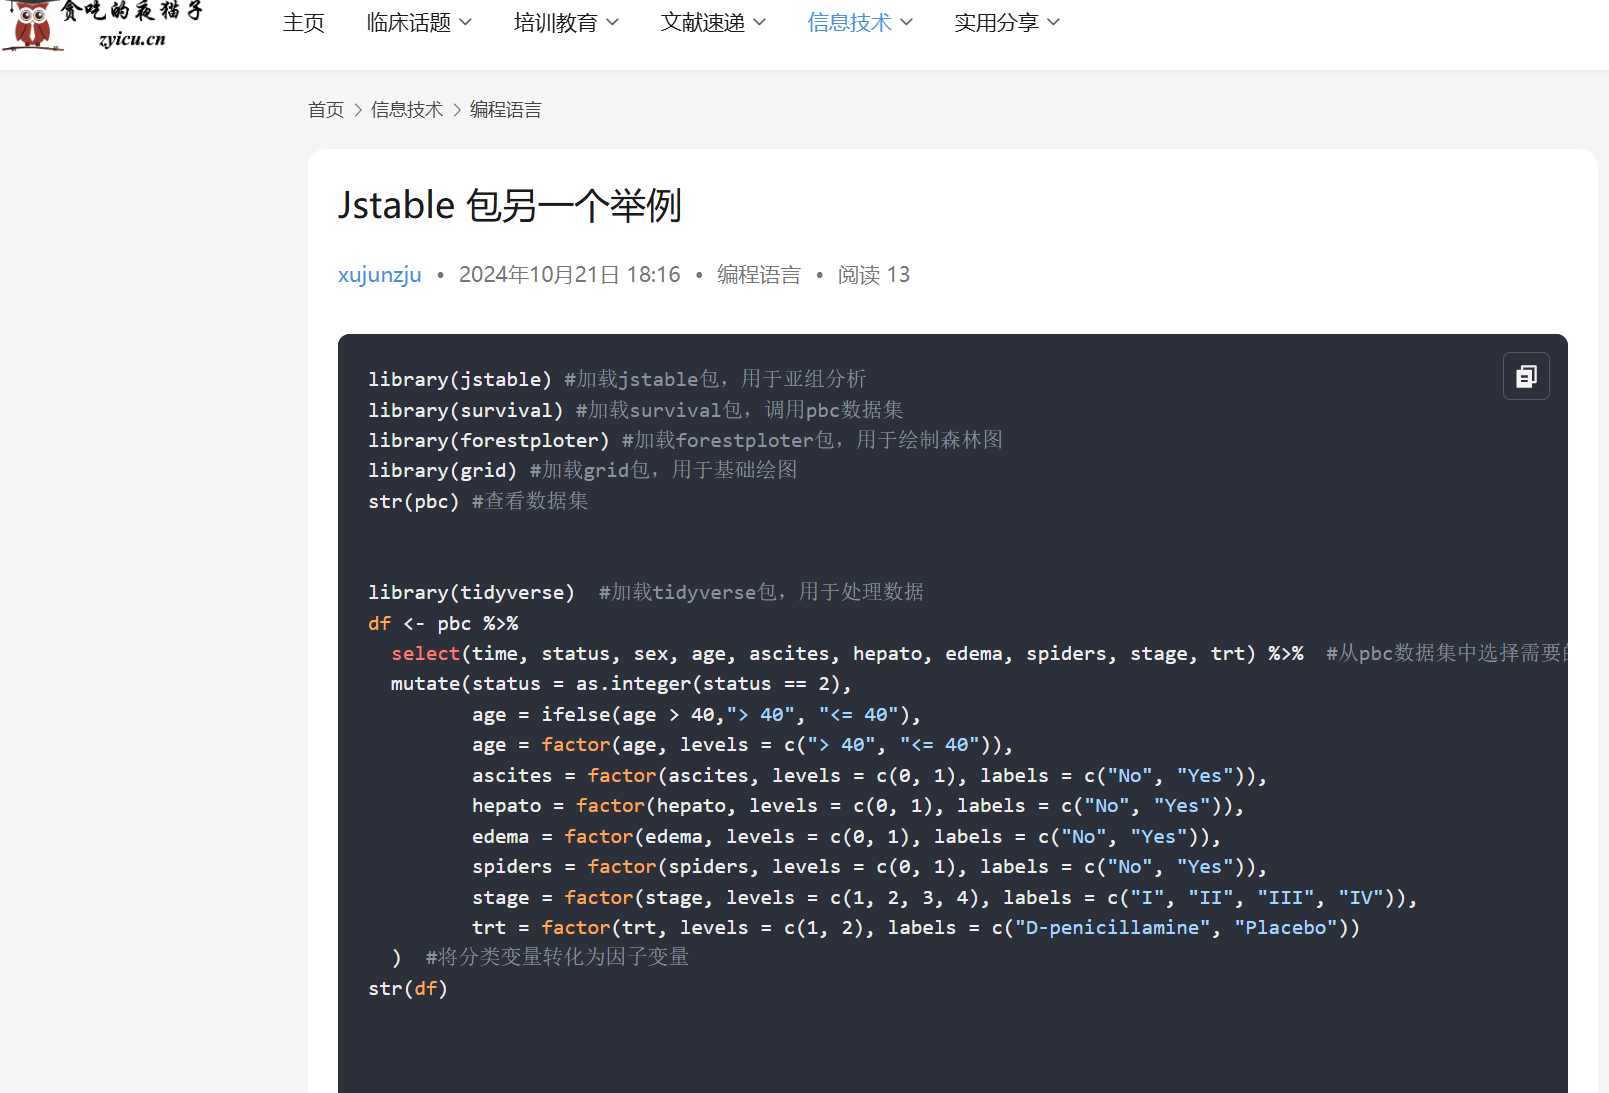 贪吃的夜猫子
zyicu.cn
主页 临床话题 培训教育 文献速递 信息技术 实用分享
首页 > 信息技术 > 编程语言
Jstable 包另一个举例
xujunzju • 2024年10月21日 18:16 • 编程语言 • 阅读 13
library(jstable) #加载jstable包，用于亚组分析
library(survival) #加载survival包，调用pbc数据集
library(forestploter) #加载forestploter包，用于绘制森林图
library(grid) #加载grid包，用于基础绘图
str(pbc) #查看数据集
library(tidyverse)  #加载tidyverse包，用于处理数据
df <- pbc %>%
  select(time, status, sex, age, ascites, hepato, edema, spiders, stage, trt) %>%  #从pbc数据集中选择需要
  mutate(status = as.integer(status == 2),
         age = ifelse(age > 40,"> 40", "<= 40"),
         age = factor(age, levels = c("> 40", "<= 40")),
         ascites = factor(ascites, levels = c(0, 1), labels = c("No", "Yes")),
         hepato = factor(hepato, levels = c(0, 1), labels = c("No", "Yes")),
         edema = factor(edema, levels = c(0, 1), labels = c("No", "Yes")),
         spiders = factor(spiders, levels = c(0, 1), labels = c("No", "Yes")),
         stage = factor(stage, levels = c(1, 2, 3, 4), labels = c("I", "II", "III", "IV")),
         trt = factor(trt, levels = c(1, 2), labels = c("D-penicillamine", "Placebo"))
  )  #将分类变量转化为因子变量
str(df)